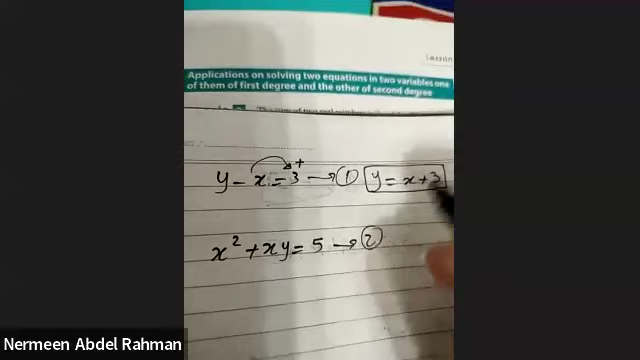 Lesson
Applications on solving two equations in two variables one
of them of first degree and the other of second degree
y - x = 3 → ① y = x + 3
+
x² + xy = 5 → ②
Nermeen Abdel Rahman